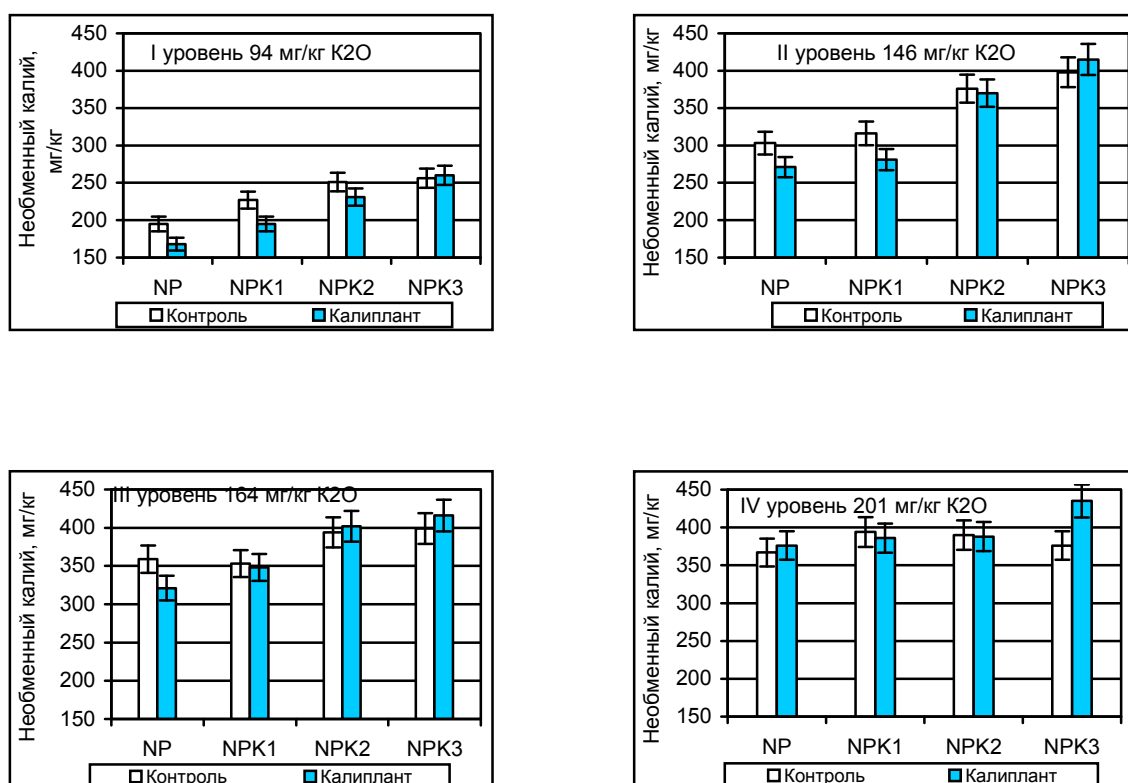 I уровень 94 мг/кг К2О
Необменный калий,
мг/кг
450
400
350
300
250
200
150
NP NPK1 NPK2 NPK3
Контроль Калиплант
II уровень 146 мг/кг К2О
Небоменный калий, мг/кг
450
400
350
300
250
200
150
NP NPK1 NPK2 NPK3
Контроль Калиплант
III уровень 164 мг/кг К2О
Необменный калий, мг/кг
450
400
350
300
250
200
150
NP NPK1 NPK2 NPK3
Контроль Калиплант
IV уровень 201 мг/кг К2О
Необменный калий, мг/кг
450
400
350
300
250
200
150
NP NPK1 NPK2 NPK3
Контроль Калиплант